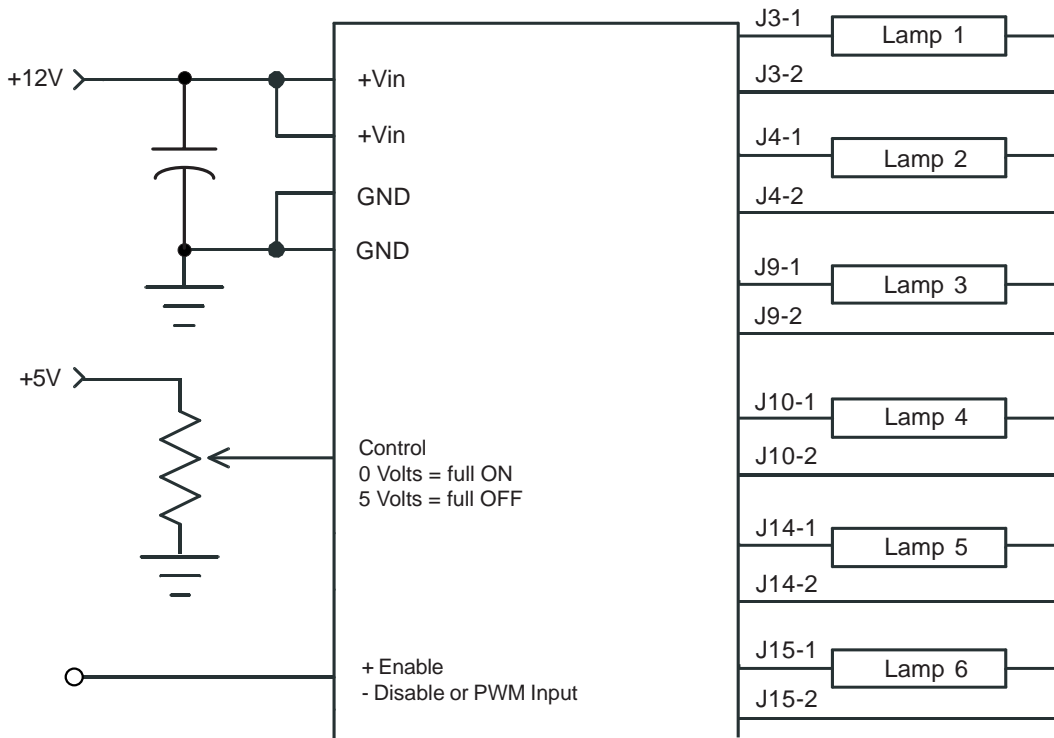 +12V
+Vin
+Vin
GND
GND
+5V
Control
0 Volts = full ON
5 Volts = full OFF
+ Enable
- Disable or PWM Input
J3-1
Lamp 1
J3-2
J4-1
Lamp 2
J4-2
J9-1
Lamp 3
J9-2
J10-1
Lamp 4
J10-2
J14-1
Lamp 5
J14-2
J15-1
Lamp 6
J15-2